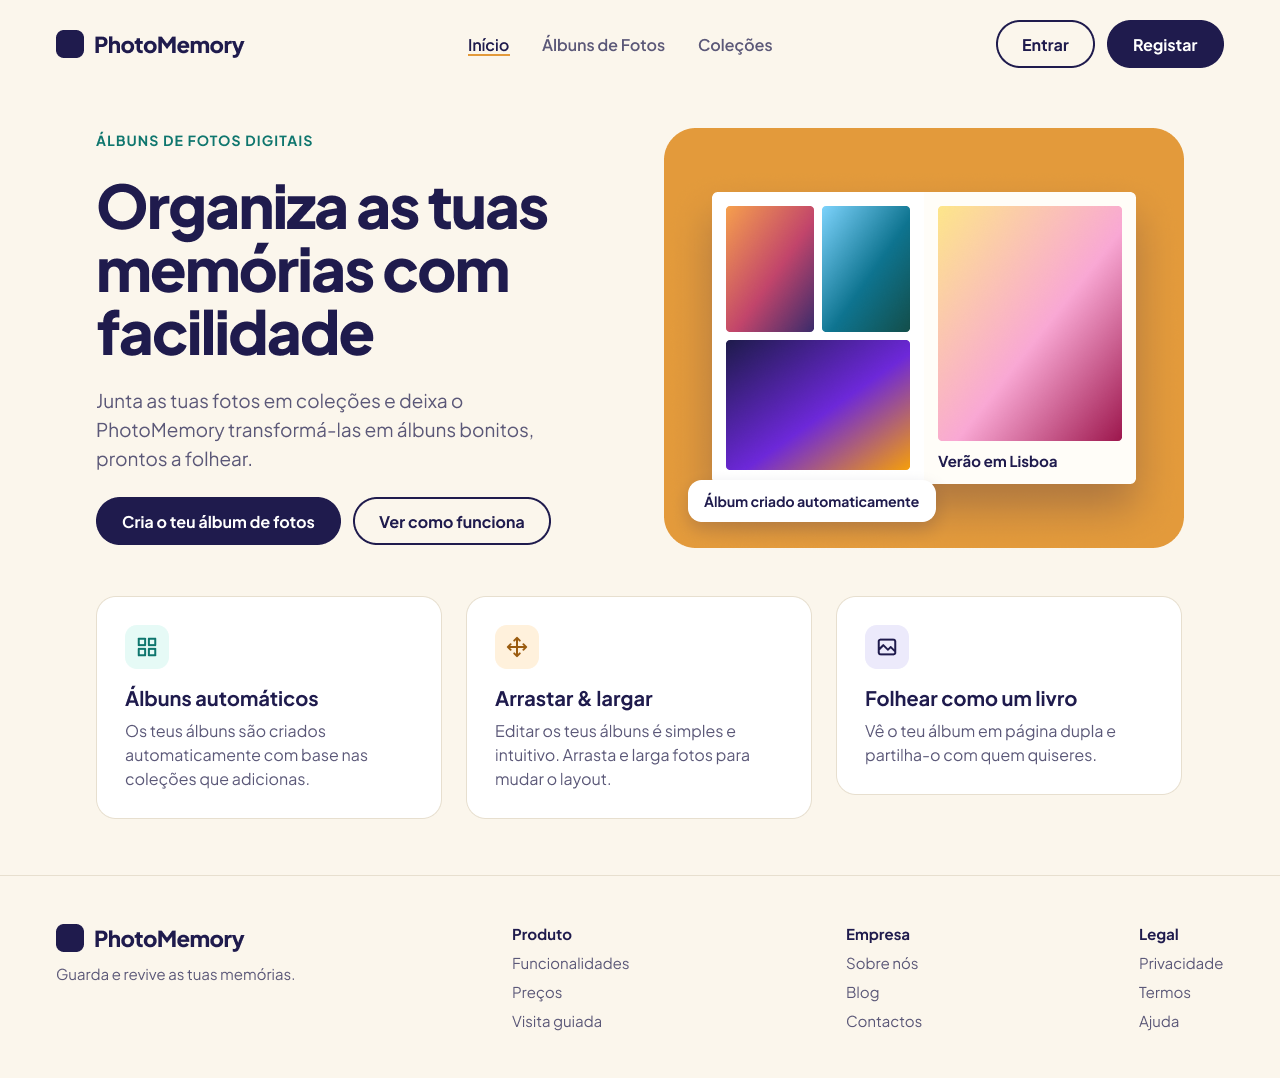 PhotoMemory
Início
Álbuns de Fotos
Coleções
Entrar
Registar
ÁLBUNS DE FOTOS DIGITAIS
Organiza as tuas
memórias com
facilidade
Junta as tuas fotos em coleções e deixa o
PhotoMemory transformá-las em álbuns bonitos,
prontos a folhear.
Cria o teu álbum de fotos
Ver como funciona
Verão em Lisboa
Álbum criado automaticamente
Álbuns automáticos
Os teus álbuns são criados
automaticamente com base nas
coleções que adicionas.
Arrastar & largar
Editar os teus álbuns é simples e
intuitivo. Arrasta e larga fotos para
mudar o layout.
Folhear como um livro
Vê o teu álbum em página dupla e
partilha-o com quem quiseres.
PhotoMemory
Guarda e revive as tuas memórias.
Produto
Funcionalidades
Preços
Visita guiada
Empresa
Sobre nós
Blog
Contactos
Legal
Privacidade
Termos
Ajuda